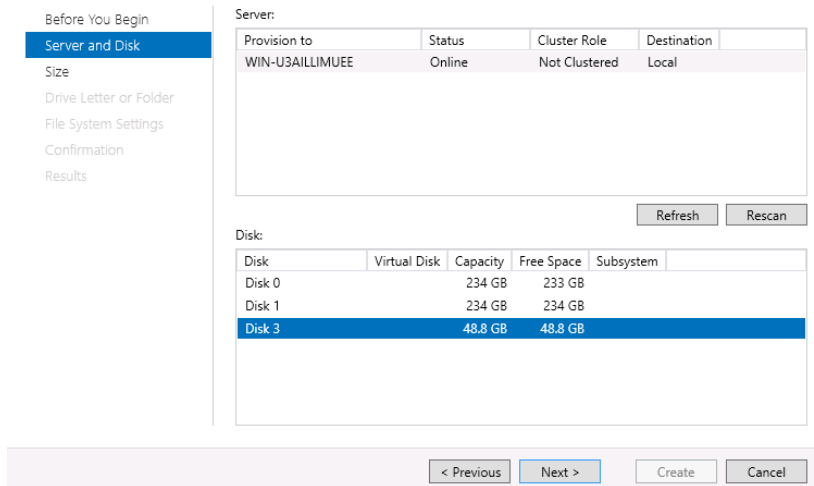 Before You Begin
Server and Disk
Size
Drive Letter or Folder
File System Settings
Confirmation
Results
Server:
Provision to Status Cluster Role Destination
WIN-U3AILLIMUEE Online Not Clustered Local
Refresh Rescan
Disk:
Disk Virtual Disk Capacity Free Space Subsystem
Disk 0 234 GB 233 GB
Disk 1 234 GB 234 GB
Disk 3 48.8 GB 48.8 GB
< Previous Next > Create Cancel